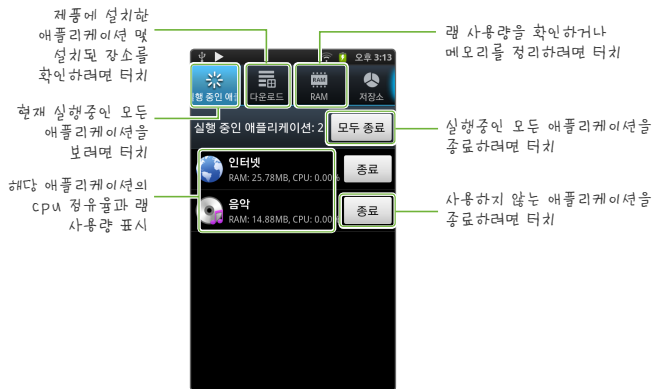 제품에 설치한
애플리케이션 및
설치된 장소를
확인하려면 터치
램 사용량을 확인하거나
메모리를 정리하려면 터치
오후 3:13
실행 중인 애플
다운로드
RAM
RAM
저장소
현재 실행중인 모든
애플리케이션을
보려면 터치
실행 중인 애플리케이션: 2
모두 종료
실행중인 모든 애플리케이션을
종료하려면 터치
인터넷
RAM: 25.78MB, CPU: 0.00%
종료
해당 애플리케이션의
cpu 점유율과 램
사용량 표시
음악
RAM: 14.88MB, CPU: 0.00%
종료
사용하지 않는 애플리케이션을
종료하려면 터치